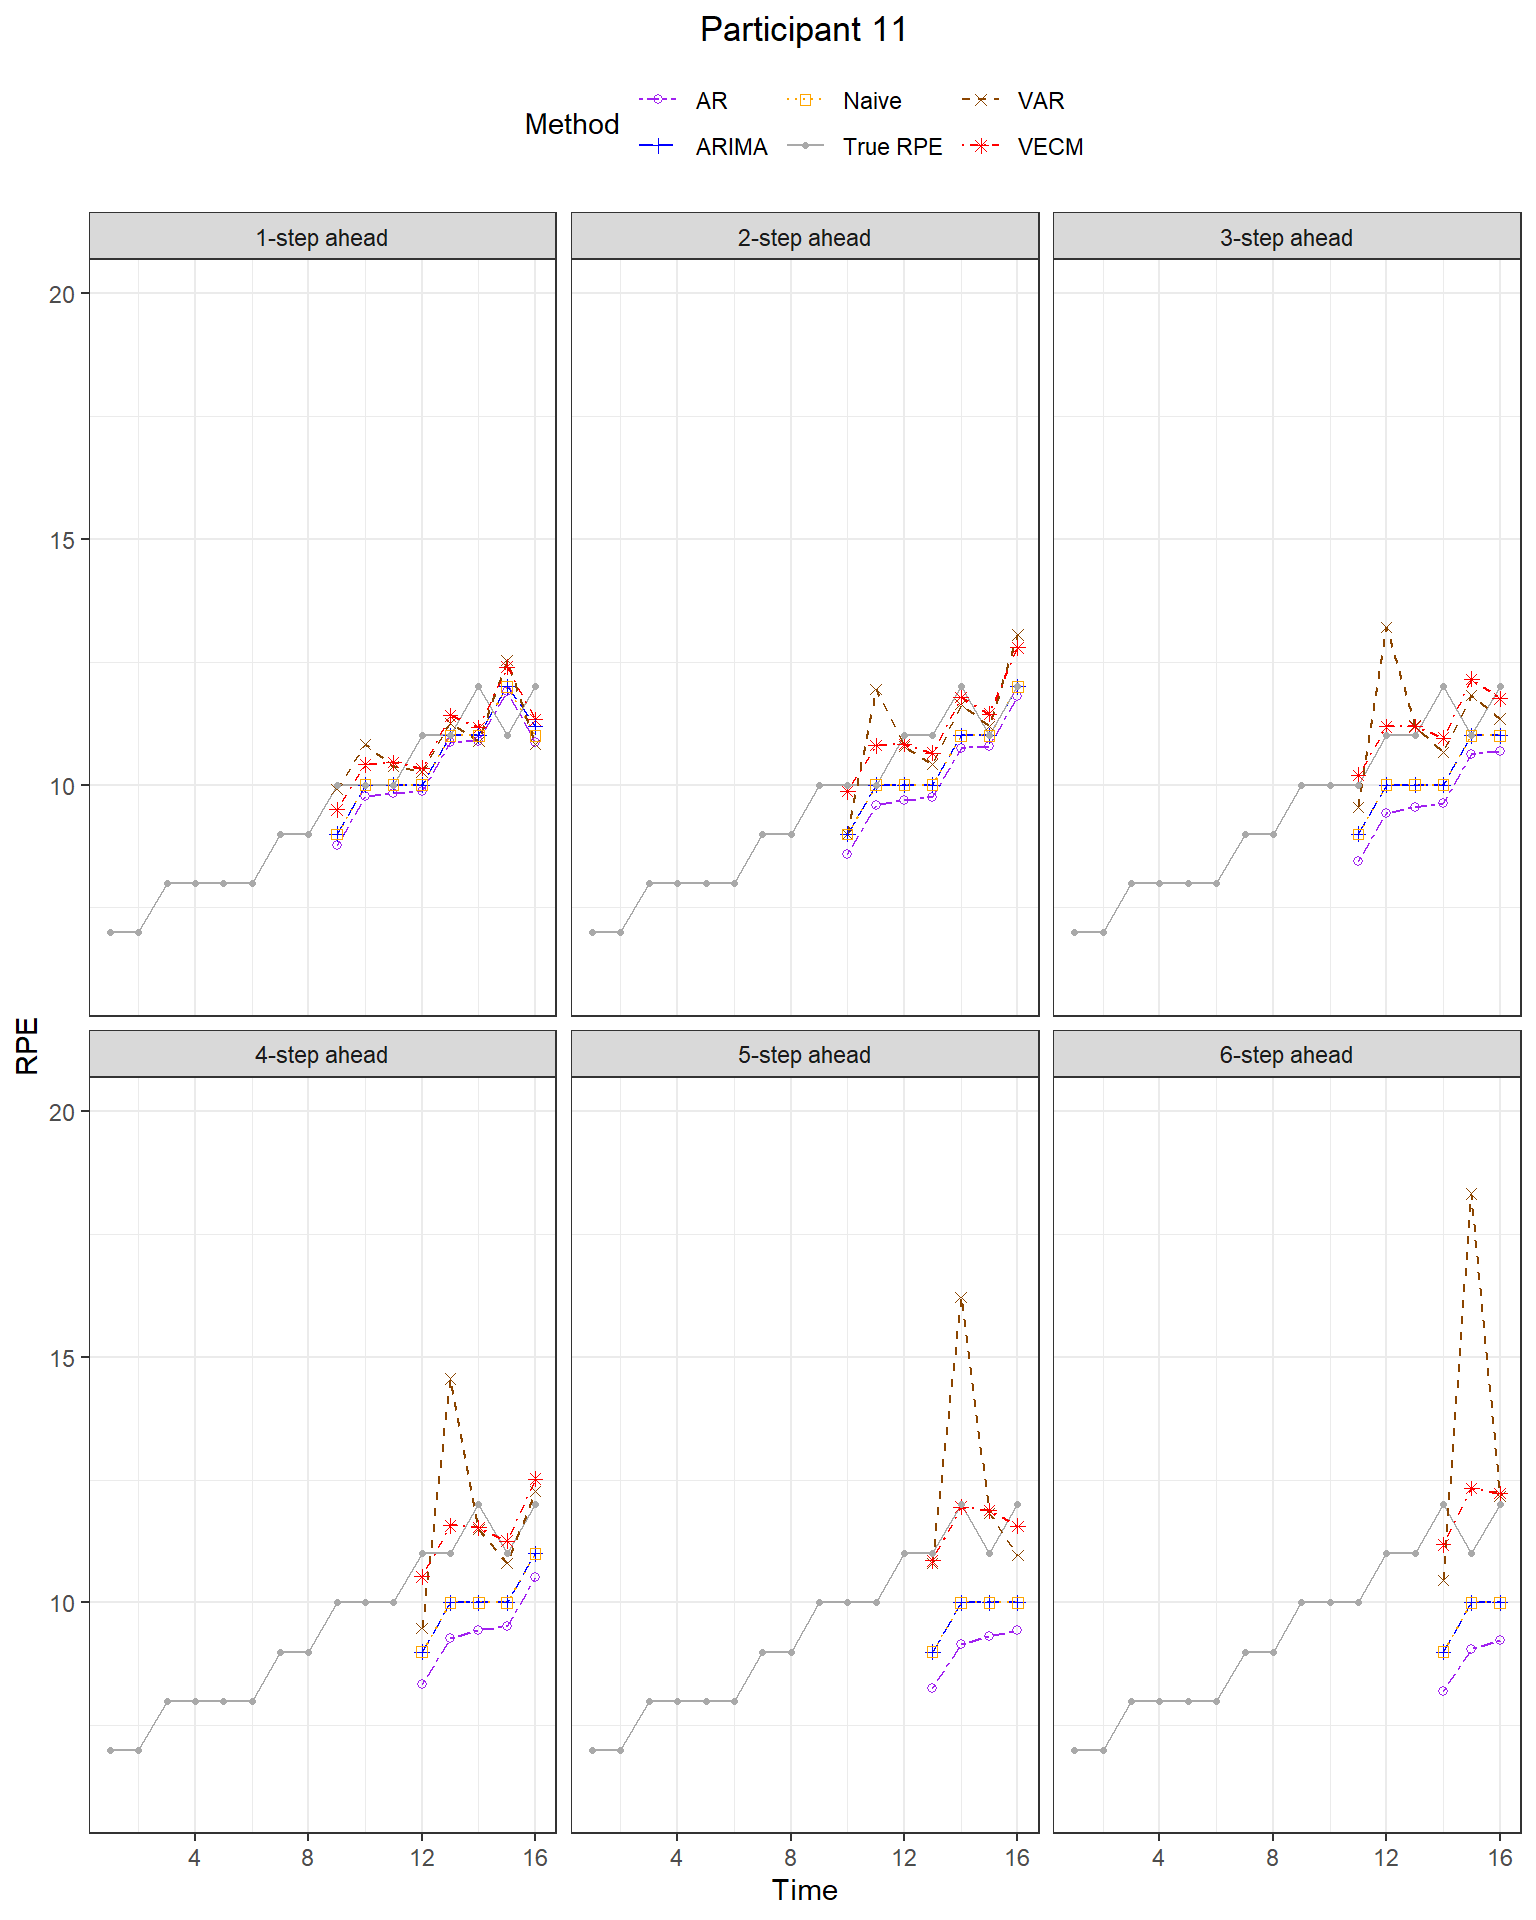 Participant 11
Method
AR
Naive
VAR
ARIMA
True RPE
VECM
1-step ahead
2-step ahead
3-step ahead
20
15
10
4-step ahead
5-step ahead
6-step ahead
20
15
10
RPE
4 8 12 16
4 8 12 16
4 8 12 16
Time